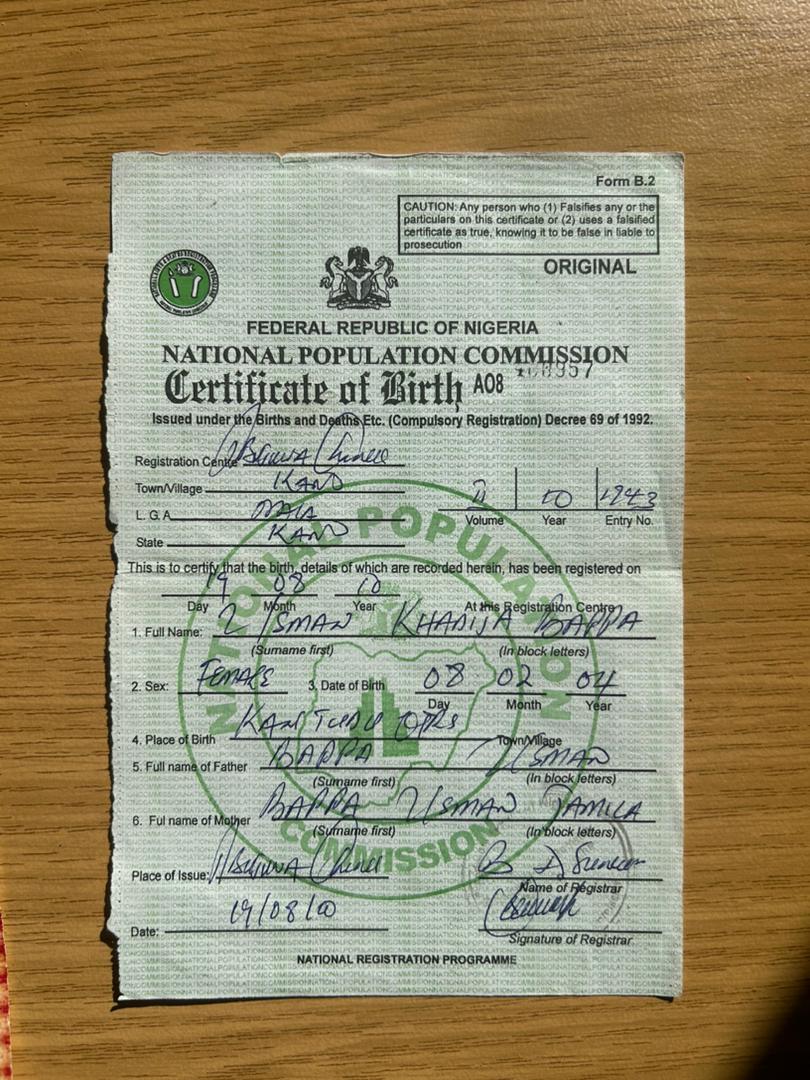 Form B.2
CAUTION: Any person who (1) Falsifies any or the
particulars on this certificate or (2) uses a falsified
certificate as true, knowing it to be false in liable to
prosecution
ORIGINAL
FEDERAL REPUBLIC OF NIGERIA
NATIONAL POPULATION COMMISSION
Certificate of Birth A08
Issued under the Births and Deaths Etc. (Compulsory Registration) Decree 69 of 1992.
Registration Centre
Town/Village KANO
II 10 1943
Volume Year Entry No.
L. G.A
State KANO
This is to certify that the birth, details of which are recorded herein, has been registered on
19 08 10
Day Month Year At this Registration Centre
1. Full Name: USMAN KHADIJA BAPPA
(Surname first) (In block letters)
2. Sex: FEMALE 3. Date of Birth 08 02 04
Day Month Year
4. Place of Birth Town/Village
5. Full name of Father BAPPA USMAN
(Surname first) (In block letters)
6. Ful name of Mother BAPPA USMAN JAMILA
(Surname first) (In block letters)
Place of Issue:
Name of Registrar
Date: 19/08/10
Signature of Registrar
NATIONAL REGISTRATION PROGRAMME
NATIONAL POPULATION COMMISSION